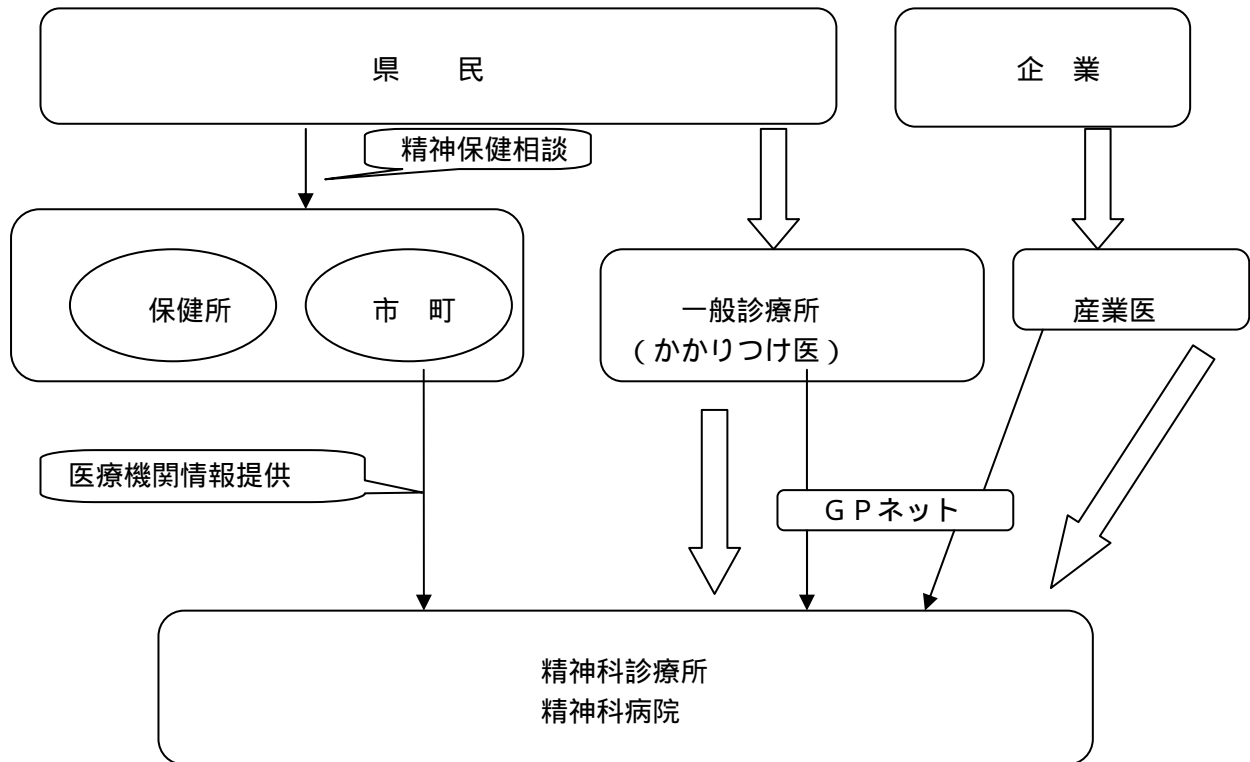 県　　民
企　業
精神保健相談
保健所
市　町
一般診療所
（かかりつけ医）
産業医
医療機関情報提供
ＧＰネット
精神科診療所
精神科病院